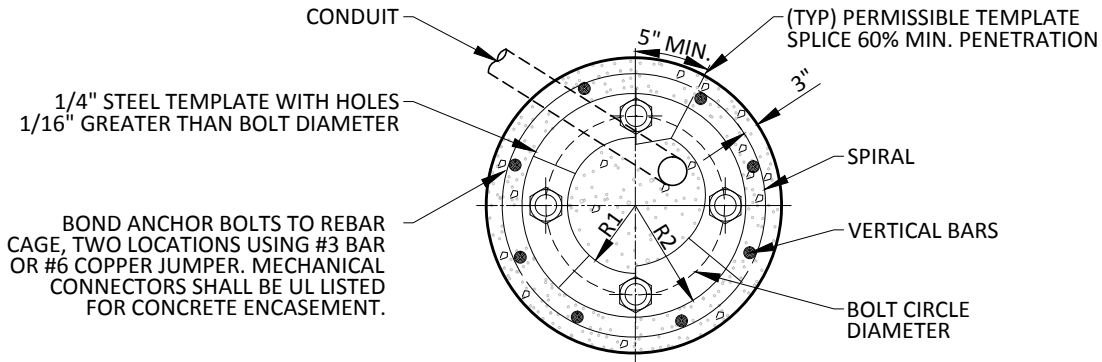 CONDUIT
(TYP) PERMISSIBLE TEMPLATE
SPLICE 60% MIN. PENETRATION
5" MIN.
3"
1/4" STEEL TEMPLATE WITH HOLES
1/16" GREATER THAN BOLT DIAMETER
SPIRAL
BOND ANCHOR BOLTS TO REBAR
CAGE, TWO LOCATIONS USING #3 BAR
OR #6 COPPER JUMPER. MECHANICAL
CONNECTORS SHALL BE UL LISTED
FOR CONCRETE ENCASEMENT.
R1
R2
VERTICAL BARS
BOLT CIRCLE
DIAMETER